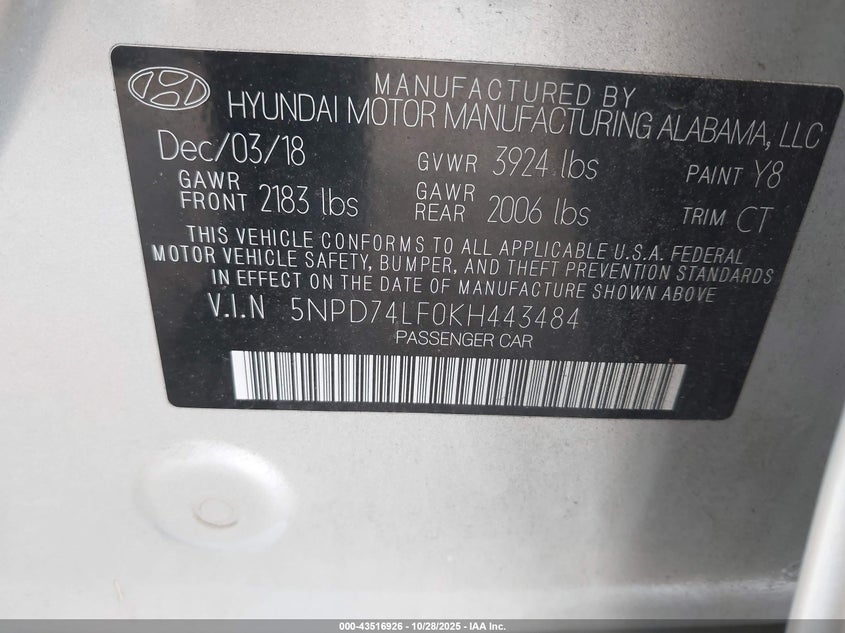 MANUFACTURED BY
HYUNDAI MOTOR MANUFACTURING ALABAMA, LLC
Dec/03/18 GVWR 3924 lbs PAINT Y8
GAWR FRONT 2183 lbs GAWR REAR 2006 lbs TRIM CT
THIS VEHICLE CONFORMS TO ALL APPLICABLE U.S.A. FEDERAL
MOTOR VEHICLE SAFETY, BUMPER, AND THEFT PREVENTION STANDARDS
IN EFFECT ON THE DATE OF MANUFACTURE SHOWN ABOVE
V.I.N 5NPD74LF0KH443484
PASSENGER CAR
000-43516926 - 10/28/2025 - IAA Inc.